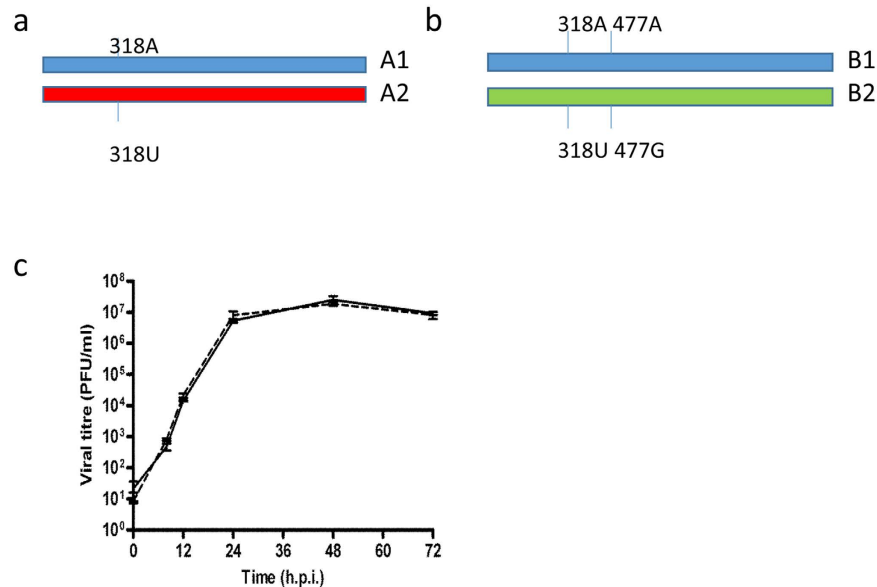 a
318A
A1
A2
318U
b
318A 477A
B1
B2
318U 477G
c
Viral titre (PFU/ml)
10⁸
10⁷
10⁶
10⁵
10⁴
10³
10²
10¹
10⁰
0 12 24 36 48 60 72
Time (h.p.i.)